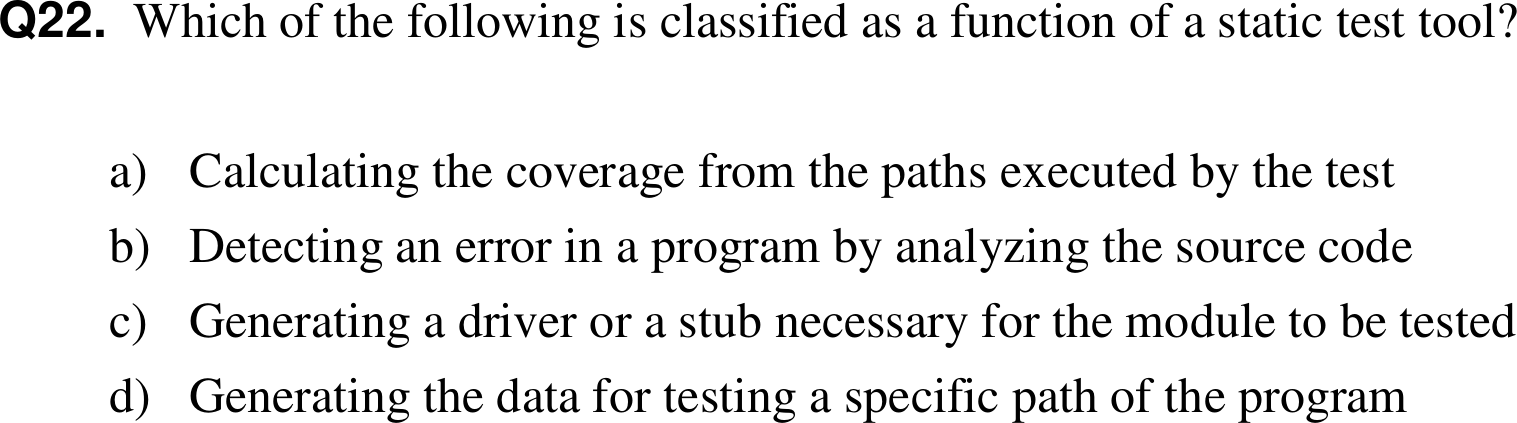 Q22. Which of the following is classified as a function of a static test tool?
a) Calculating the coverage from the paths executed by the test
b) Detecting an error in a program by analyzing the source code
c) Generating a driver or a stub necessary for the module to be tested
d) Generating the data for testing a specific path of the program